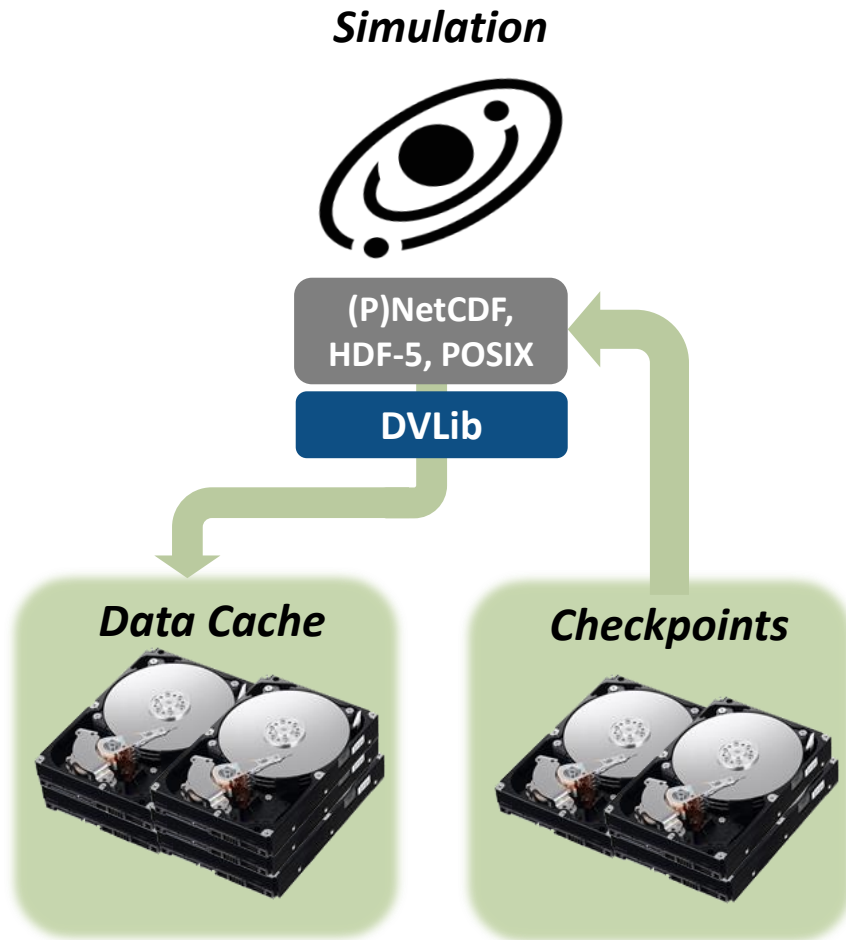 Simulation
(P)NetCDF,
HDF-5, POSIX
DVLib
Data Cache
Checkpoints